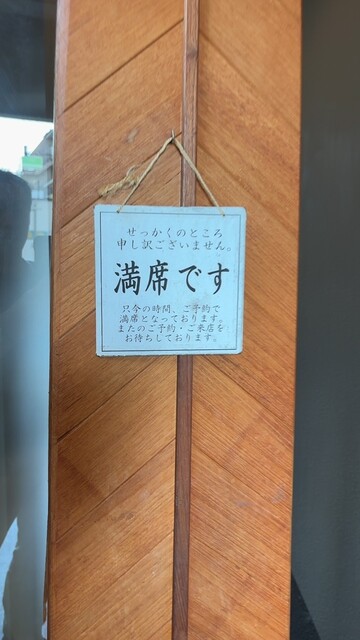 せっかくのところ
申し訳ございません。
満席です
只今の時間、ご予約で
満席となっております。
またのご予約・ご来店を
お待ちしております。